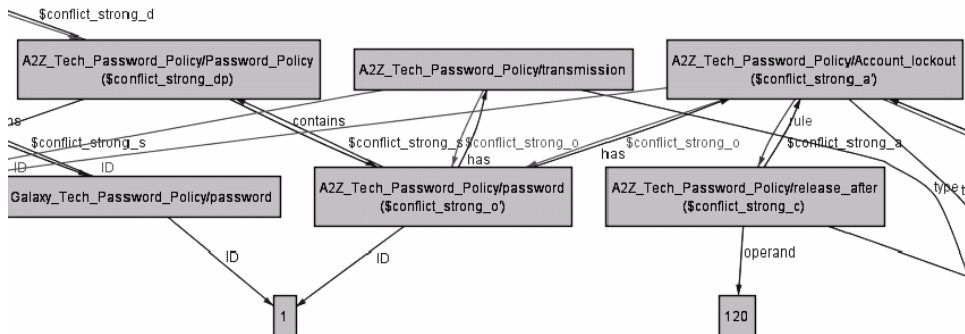 $conflict_strong_d
A2Z_Tech_Password_Policy/Password_Policy
($conflict_strong_dp)
A2Z_Tech_Password_Policy/transmission
A2Z_Tech_Password_Policy/Account_lockout
($conflict_strong_a')
ns
contains
rule
$conflict_strong_s
$conflict_strong_s
$conflict_strong_o
$conflict_strong_o
$conflict_strong_a
has
has
ID
ID
Galaxy_Tech_Password_Policy/password
A2Z_Tech_Password_Policy/password
($conflict_strong_o')
A2Z_Tech_Password_Policy/release_after
($conflict_strong_c)
type
t
ID
ID
operand
1
120